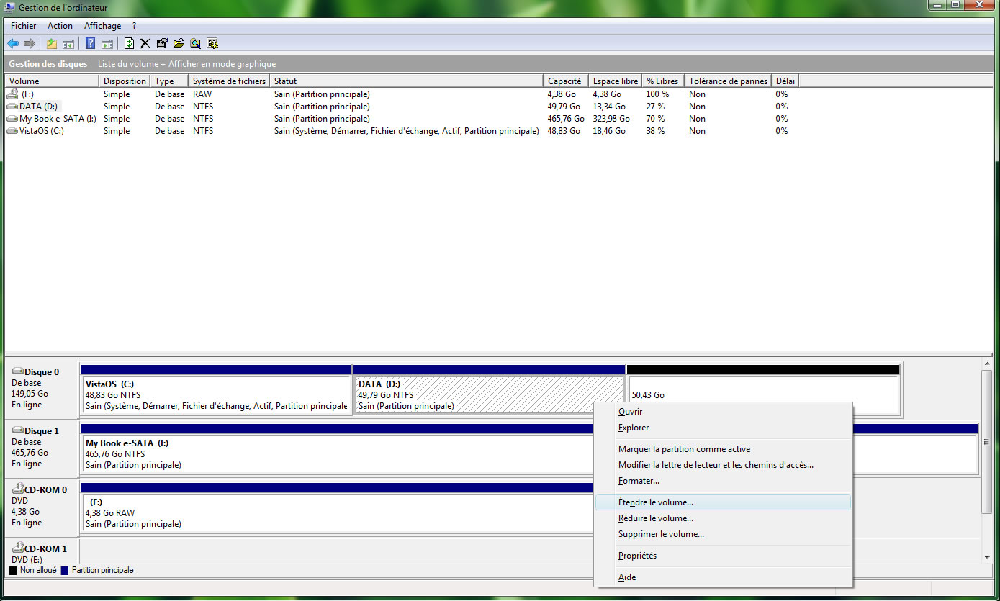 Gestion de l'ordinateur
Fichier Action Affichage ?
Gestion des disques Liste du volume + Afficher en mode graphique
Volume Disposition Type Système de fichiers Statut Capacité Espace libre % Libres Tolérance de pannes Délai
(F:) Simple De base RAW Sain (Partition principale) 4,38 Go 4,38 Go 100 % Non 0%
DATA (D:) Simple De base NTFS Sain (Partition principale) 49,79 Go 13,34 Go 27 % Non 0%
My Book e-SATA (I:) Simple De base NTFS Sain (Partition principale) 465,76 Go 323,98 Go 70 % Non 0%
VistaOS (C:) Simple De base NTFS Sain (Système, Démarrer, Fichier d'échange, Actif, Partition principale) 48,83 Go 18,46 Go 38 % Non 0%
Disque 0
De base
149,05 Go
En ligne
VistaOS (C:)
48,83 Go NTFS
Sain (Système, Démarrer, Fichier d'échange, Actif, Partition principale
DATA (D:)
49,79 Go NTFS
Sain (Partition principale)
50,43 Go
Disque 1
De base
465,76 Go
En ligne
My Book e-SATA (I:)
465,76 Go NTFS
Sain (Partition principale)
CD-ROM 0
DVD
4,38 Go
En ligne
(F:)
4,38 Go RAW
Sain (Partition principale)
CD-ROM 1
DVD (E:)
Non alloué Partition principale
Ouvrir
Explorer
Marquer la partition comme active
Modifier la lettre de lecteur et les chemins d'accès...
Formater...
Étendre le volume...
Réduire le volume...
Supprimer le volume...
Propriétés
Aide